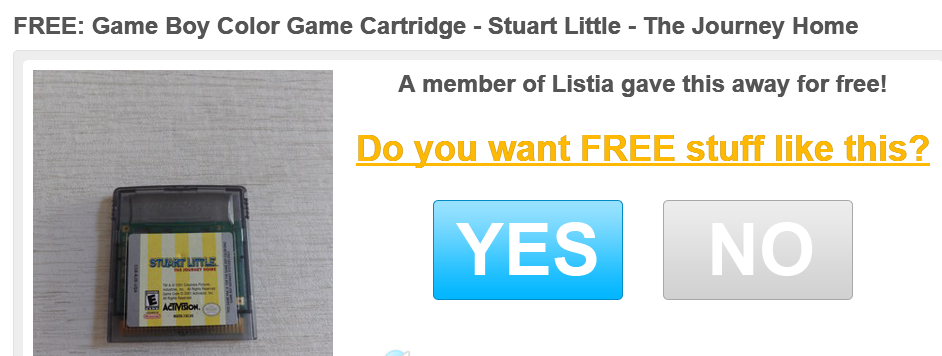 FREE: Game Boy Color Game Cartridge - Stuart Little - The Journey Home
A member of Listia gave this away for free!
Do you want FREE stuff like this?
YES NO
STUART LITTLE
THE JOURNEY HOME
E
ACTIVISION.